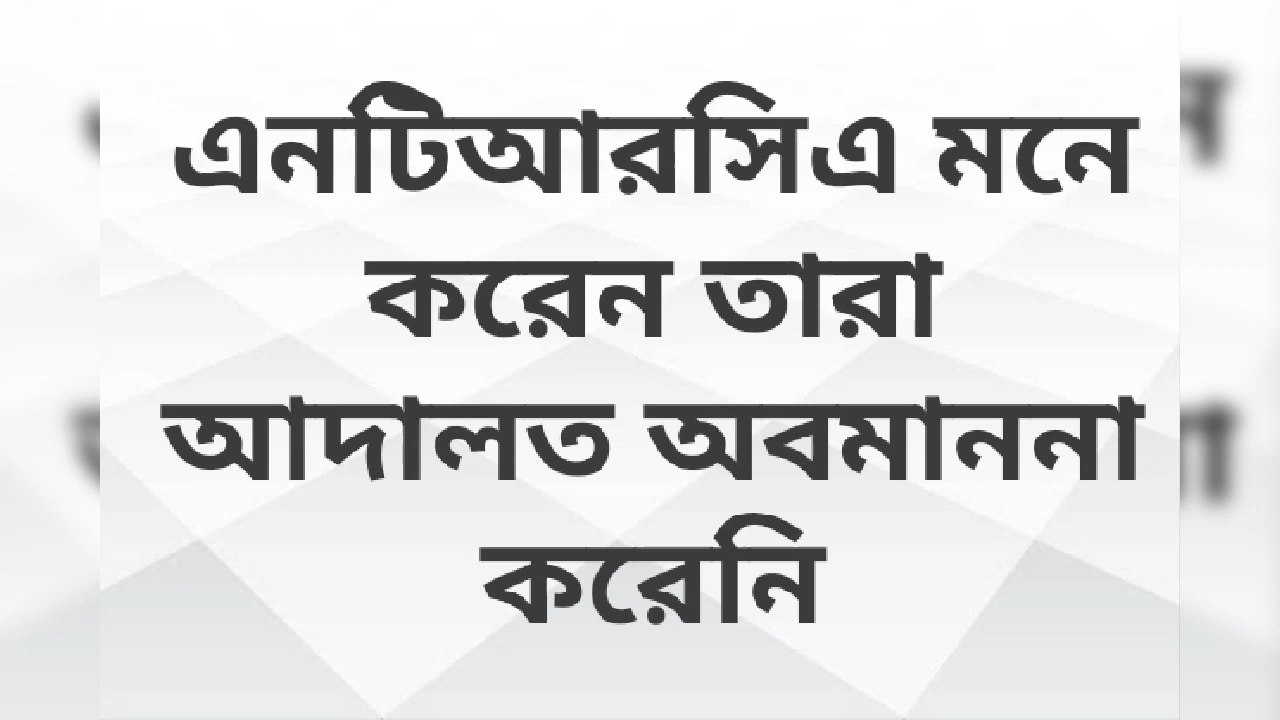 এনটিআরসিএ মনে
করেন তারা
আদালত অবমাননা
করেনি